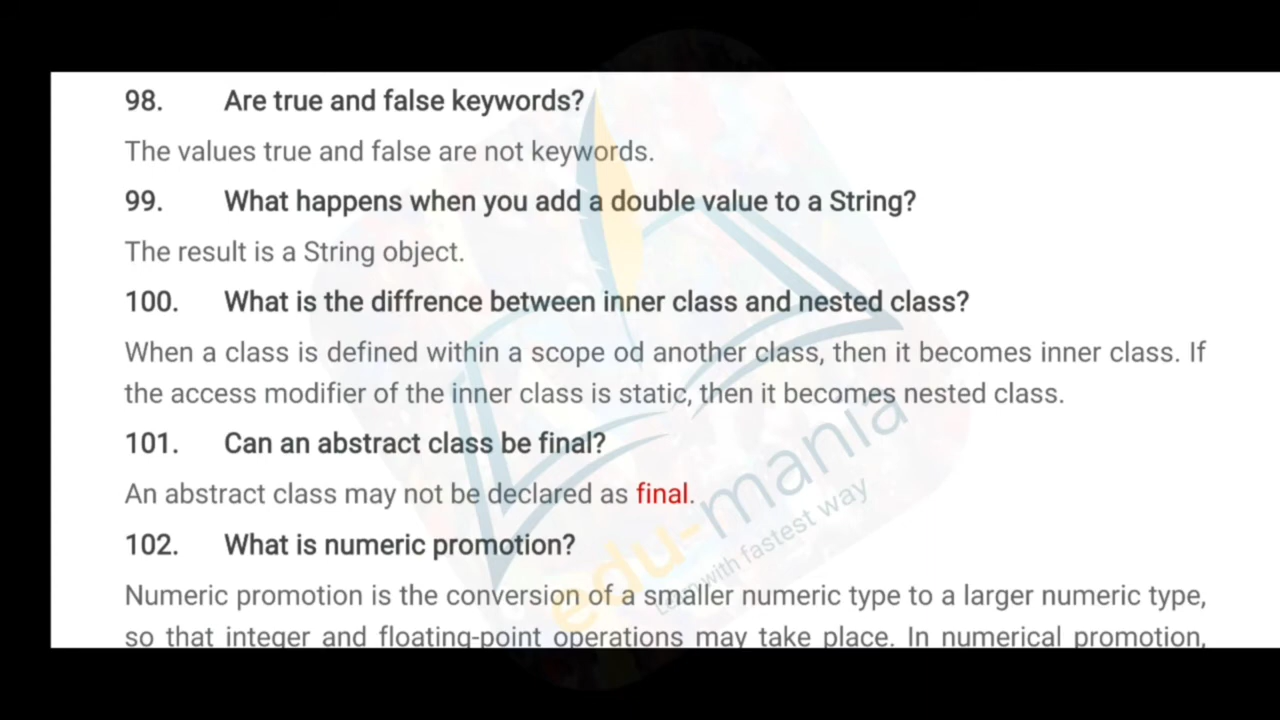 98. Are true and false keywords?
The values true and false are not keywords.
99. What happens when you add a double value to a String?
The result is a String object.
100. What is the diffrence between inner class and nested class?
When a class is defined within a scope od another class, then it becomes inner class. If
the access modifier of the inner class is static, then it becomes nested class.
101. Can an abstract class be final?
An abstract class may not be declared as final.
102. What is numeric promotion?
Numeric promotion is the conversion of a smaller numeric type to a larger numeric type,
so that integer and floating-point operations may take place. In numerical promotion,
edu-mania
with fastest way